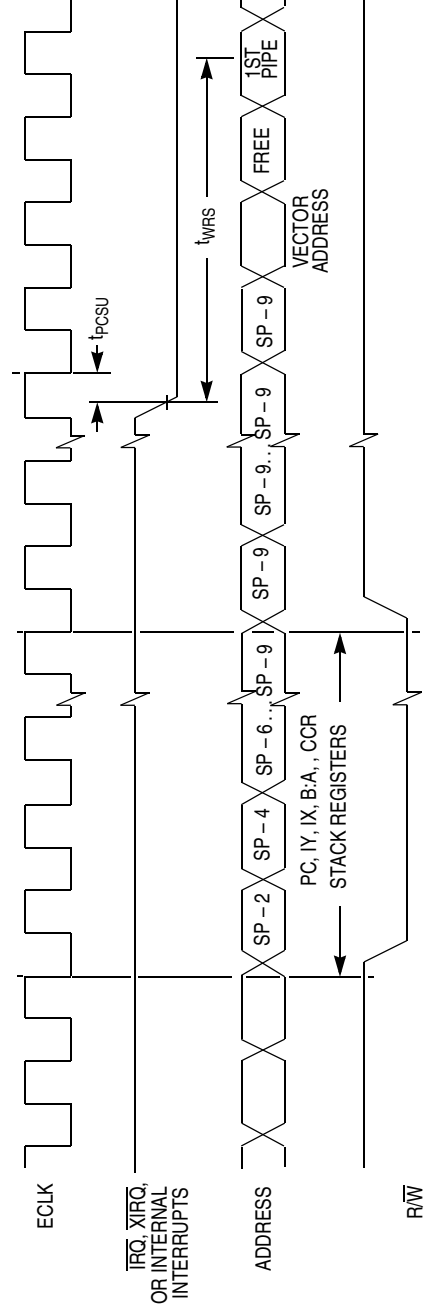 ECLK
tPCSU
IRQ, XIRQ,
OR INTERNAL
INTERRUPTS
tWRS
ADDRESS
SP – 2
SP – 4
SP – 6. . .
SP – 9
SP – 9
SP – 9. . .
SP – 9
SP – 9
VECTOR
ADDRESS
FREE
1ST
PIPE
PC, IY, IX, B:A, , CCR
STACK REGISTERS
R/W